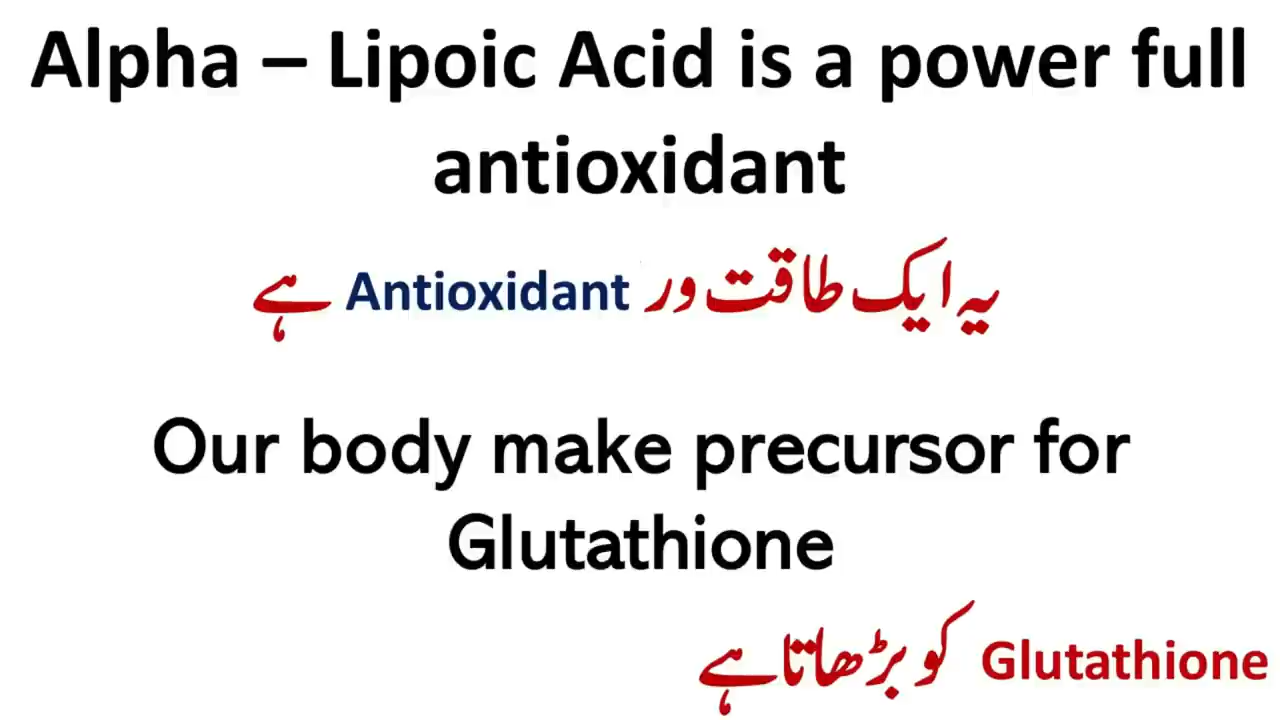 Alpha – Lipoic Acid is a power full
antioxidant
یہ ایک طاقت ور Antioxidant ہے
Our body make precursor for
Glutathione
Glutathione کو بڑھاتا ہے